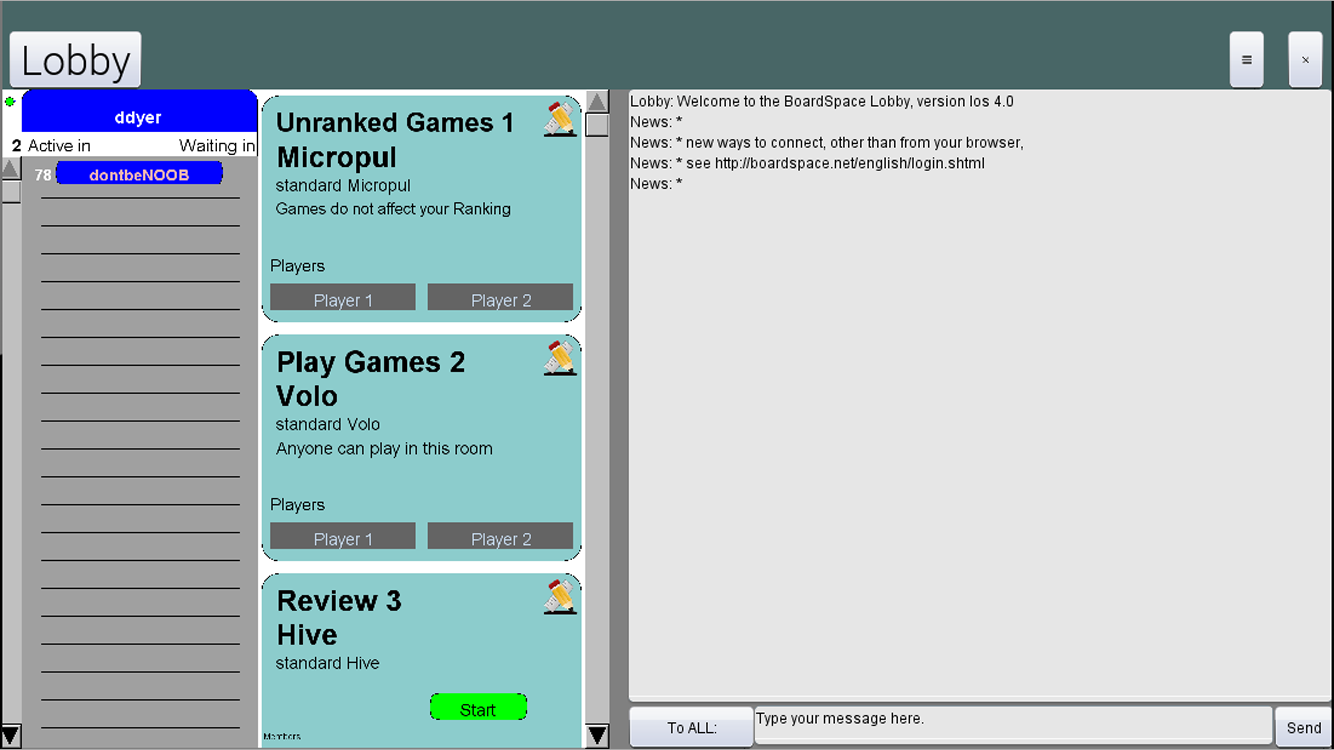 Lobby
ddyer
2 Active in Waiting in
78 dontbeNOOB
Unranked Games 1
Micropul
standard Micropul
Games do not affect your Ranking
Players
Player 1 Player 2
Play Games 2
Volo
standard Volo
Anyone can play in this room
Players
Player 1 Player 2
Review 3
Hive
standard Hive
Start
Members
Lobby: Welcome to the BoardSpace Lobby, version Ios 4.0
News: *
News: * new ways to connect, other than from your browser,
News: * see http://boardspace.net/english/login.shtml
News: *
To ALL: Type your message here. Send